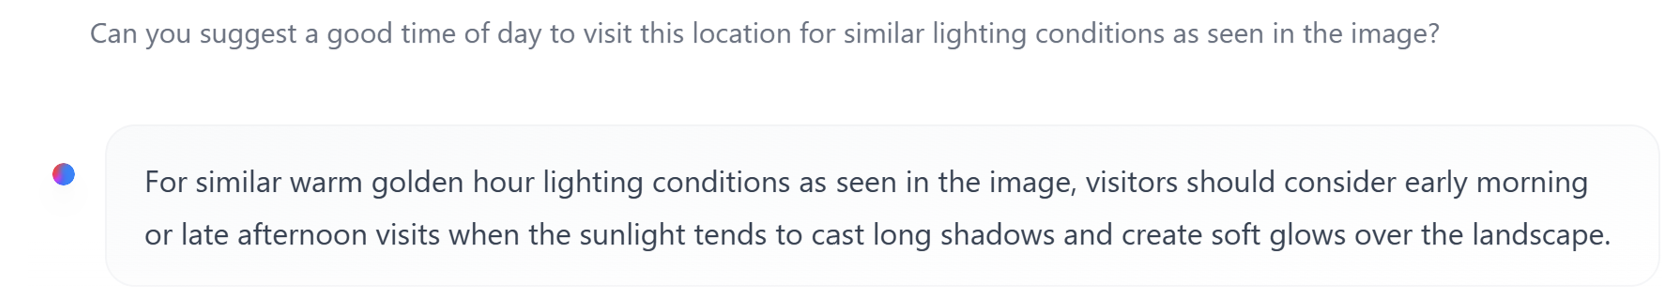 Can you suggest a good time of day to visit this location for similar lighting conditions as seen in the image?
For similar warm golden hour lighting conditions as seen in the image, visitors should consider early morning
or late afternoon visits when the sunlight tends to cast long shadows and create soft glows over the landscape.